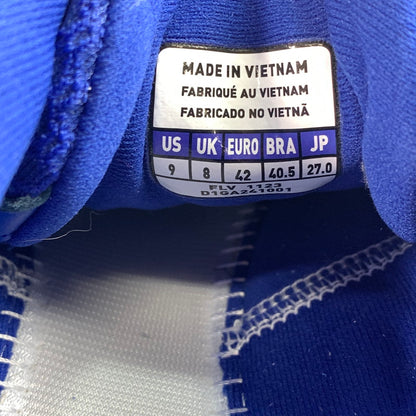 MADE IN VIETNAM
FABRIQUÉ AU VIETNAM
FABRICADO NO VIETNÃ
US UK EURO BRA JP
9 8 42 40.5 27.0
FLV 1123
D1GA241001